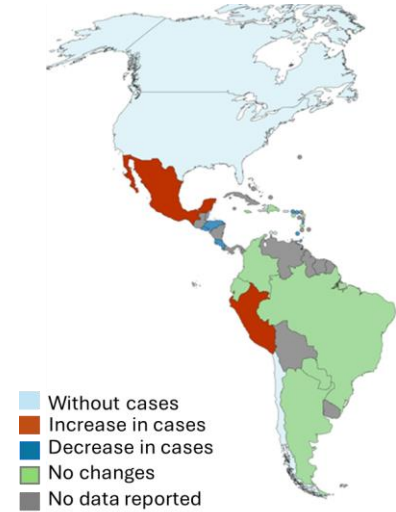 Without cases
Increase in cases
Decrease in cases
No changes
No data reported